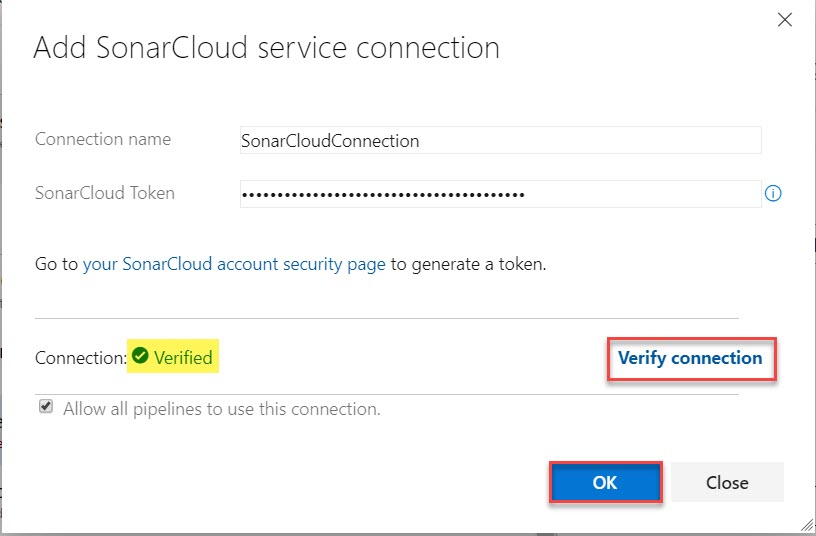 Add SonarCloud service connection
Connection name SonarCloudConnection
SonarCloud Token ••••••••••••••••••••••••••••••••••••••••
Go to your SonarCloud account security page to generate a token.
Connection: Verified Verify connection
Allow all pipelines to use this connection.
OK Close